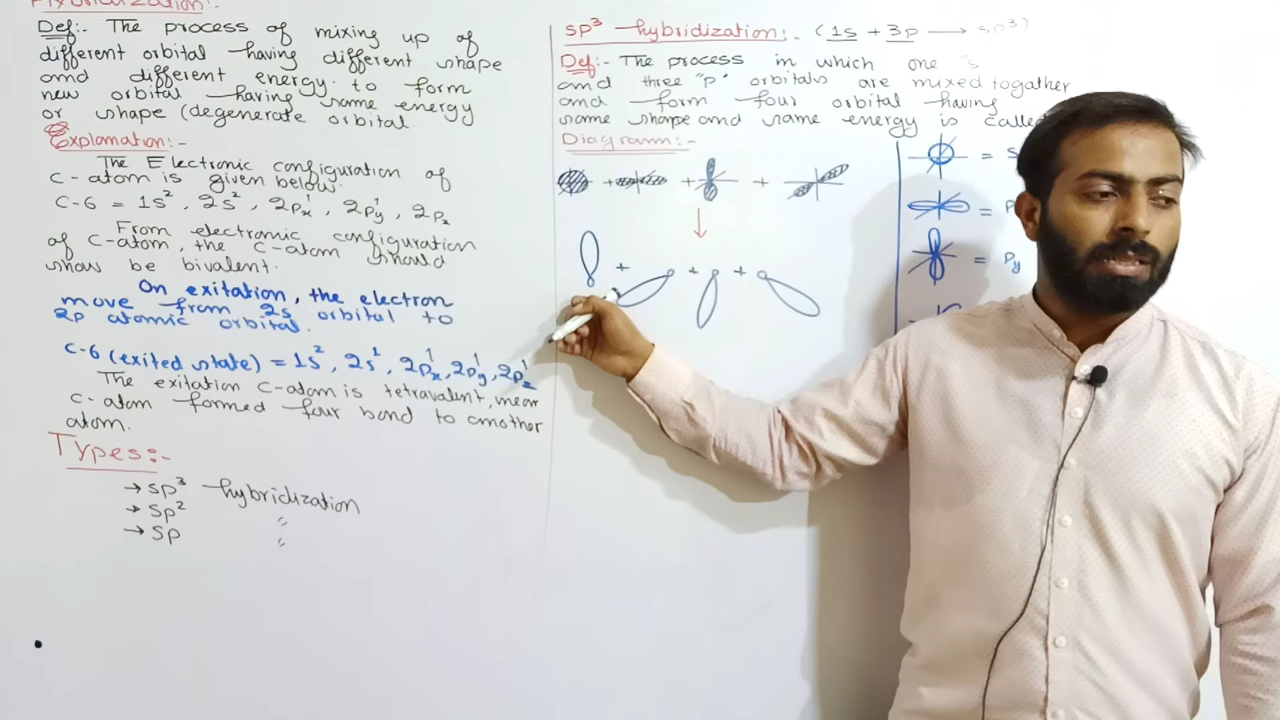 Hybridization:-
Def:- The process of mixing up of
different orbital having different shape
and different energy to form
new orbital having same energy
or shape (degenerate orbital.
Explanation:-
The Electronic configuration of
C-atom is given below.
C-6 = 1s², 2s², 2px¹, 2py¹, 2pz
From electronic configuration
of C-atom, the C-atom should
show be bivalent.
On exitation, the electron
move from 2s orbital to
2p atomic orbital.
C-6 (exited state) = 1s², 2s¹, 2px¹, 2py¹, 2pz¹
The exitation C-atom is tetravalent, mean
C-atom formed four bond to another
atom.
Types:-
→ sp³ hybridization
→ sp² "
→ sp "
sp³ hybridization:- (1s + 3p → sp³)
Def:- The process in which one "s
and three "p" orbitals are mixed together
and form four orbital having
same shape and same energy is called
Diagram:-
+ + +
+ + +
= S
= P
= Py
=